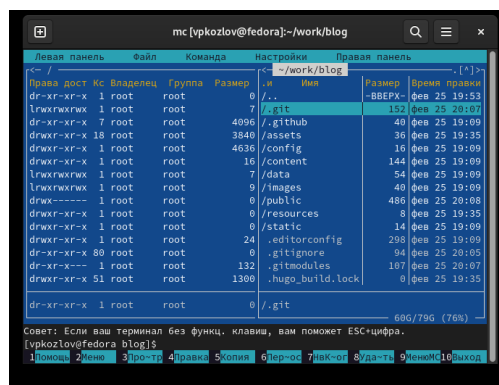 mc [vpkozlov@fedora]:~/work/blog
Левая панель Файл Команда Настройки Правая панель
<─ / <─ ~/work/blog .[^]>
Права дост Кс Владелец Группа Размер .и Имя Размер Время правки
dr-xr-xr-x 1 root root 0 /.. -ВВЕРХ- фев 25 19:53
lrwxrwxrwx 1 root root 7 /.git 152 фев 25 20:07
dr-xr-xr-x 7 root root 4096 /.github 40 фев 25 19:09
drwxr-xr-x 18 root root 3840 /assets 36 фев 25 19:35
drwxr-xr-x 1 root root 4636 /config 16 фев 25 19:09
drwxr-xr-x 1 root root 16 /content 144 фев 25 19:09
lrwxrwxrwx 1 root root 7 /data 54 фев 25 19:09
lrwxrwxrwx 1 root root 9 /images 40 фев 25 19:09
drwx------ 1 root root 0 /public 486 фев 25 20:08
drwxr-xr-x 1 root root 0 /resources 8 фев 25 19:35
drwxr-xr-x 1 root root 0 /static 14 фев 25 19:09
drwxr-xr-x 1 root root 24 .editorconfig 298 фев 25 19:09
dr-xr-xr-x 80 root root 0 .gitignore 94 фев 25 20:05
dr-xr-x--- 1 root root 132 .gitmodules 107 фев 25 20:07
drwxr-xr-x 51 root root 1300 .hugo_build.lock 0 фев 25 19:35
dr-xr-xr-x 1 root root 0 /.git
60G/79G (76%)
Совет: Если ваш терминал без функц. клавиш, вам поможет ESC+цифра.
[vpkozlov@fedora blog]$
1Помощь 2Меню 3Про~тр 4Правка 5Копия 6Пер~ос 7НвК~ог 8Уда~ть 9МенюMC 10Выход